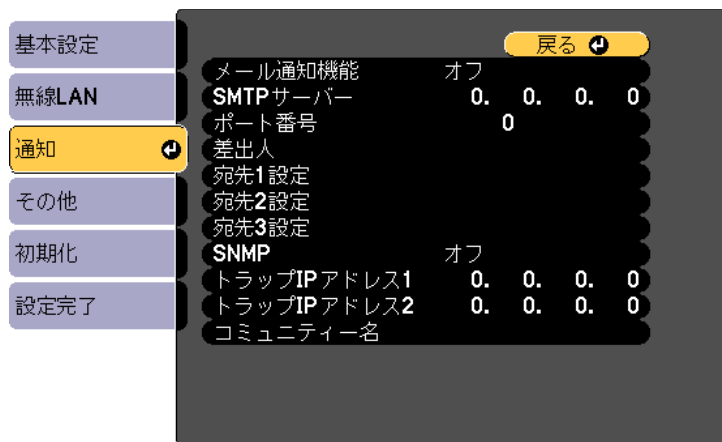 基本設定
無線LAN
通知
その他
初期化
設定完了
戻る
メール通知機能 オフ
SMTPサーバー 0. 0. 0. 0
ポート番号 0
差出人
宛先1設定
宛先2設定
宛先3設定
SNMP オフ
トラップIPアドレス1 0. 0. 0. 0
トラップIPアドレス2 0. 0. 0. 0
コミュニティー名